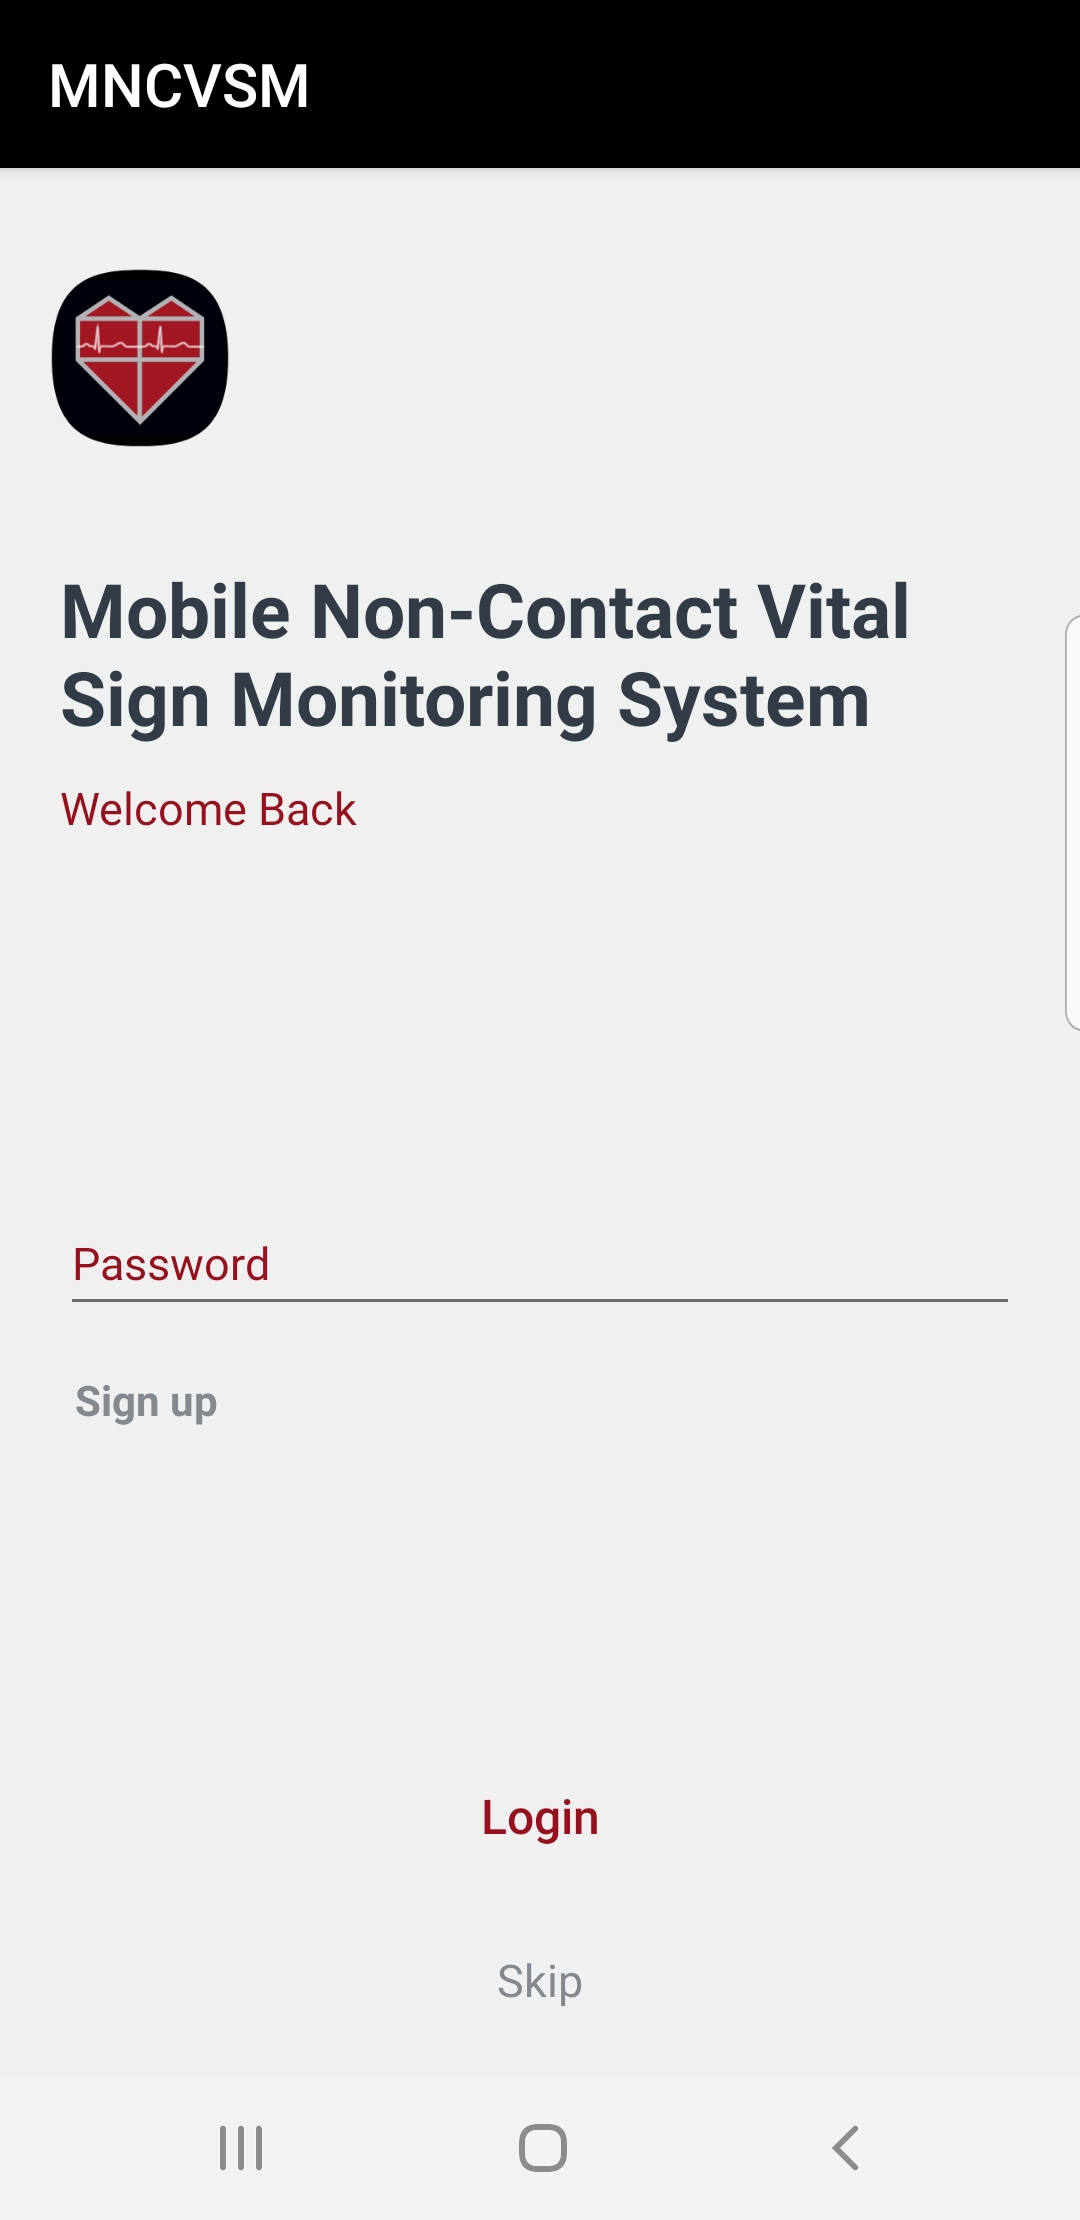 MNCVSM
Mobile Non-Contact Vital
Sign Monitoring System
Welcome Back
Password
Sign up
Login
Skip